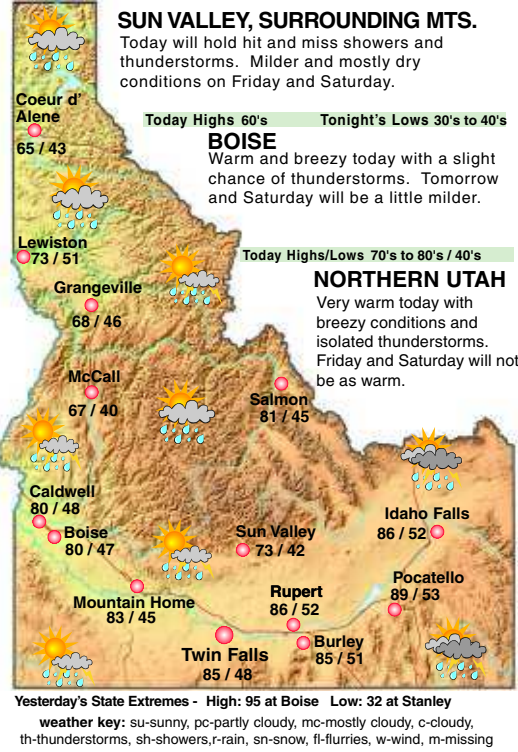 SUN VALLEY, SURROUNDING MTS.
Today will hold hit and miss showers and
thunderstorms.  Milder and mostly dry
conditions on Friday and Saturday.
Coeur d'
Alene
65 / 43
Today Highs 60's Tonight's Lows 30's to 40's
BOISE
Warm and breezy today with a slight
chance of thunderstorms.  Tomorrow
and Saturday will be a little milder.
Lewiston
73 / 51
Today Highs/Lows 70's to 80's / 40's
NORTHERN UTAH
Very warm today with
breezy conditions and
isolated thunderstorms.
Friday and Saturday will not
be as warm.
Grangeville
68 / 46
McCall
67 / 40
Salmon
81 / 45
Caldwell
80 / 48
Boise
80 / 47
Sun Valley
73 / 42
Idaho Falls
86 / 52
Pocatello
89 / 53
Mountain Home
83 / 45
Rupert
86 / 52
Burley
85 / 51
Twin Falls
85 / 48
Yesterday's State Extremes - High: 95 at Boise Low: 32 at Stanley
weather key: su-sunny, pc-partly cloudy, mc-mostly cloudy, c-cloudy,
th-thunderstorms, sh-showers,r-rain, sn-snow, fl-flurries, w-wind, m-missing